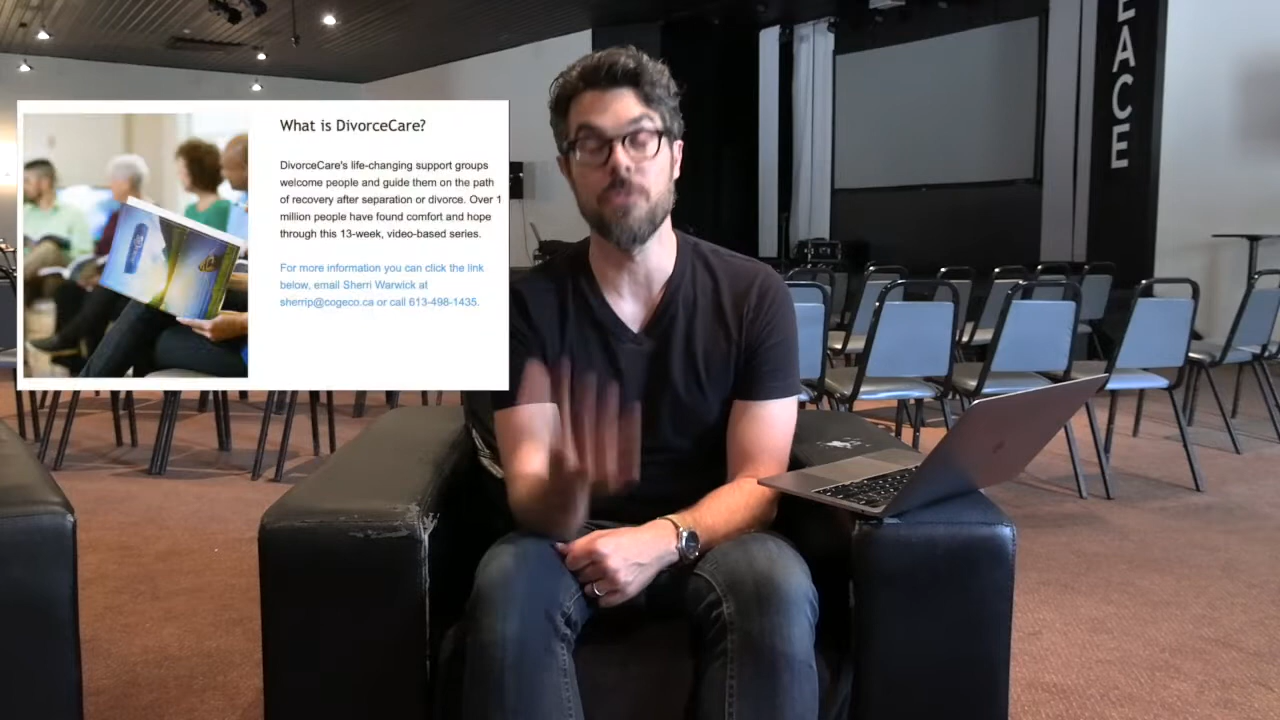 What is DivorceCare?
DivorceCare's life-changing support groups
welcome people and guide them on the path
of recovery after separation or divorce. Over 1
million people have found comfort and hope
through this 13-week, video-based series.
For more information you can click the link
below, email Sherri Warwick at
sherrip@cogeco.ca or call 613-498-1435.
EACE